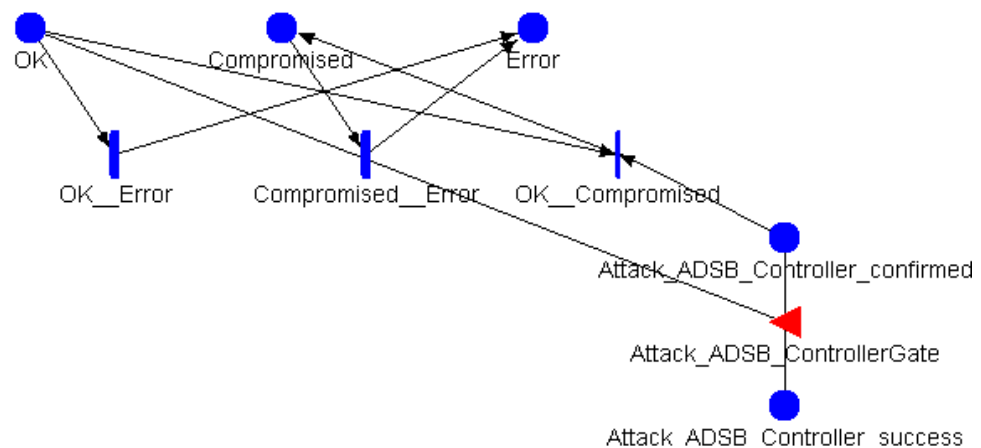 OK
Compromised
Error
OK__Error
Compromised__Error
OK__Compromised
Attack_ADSB_Controller_confirmed
Attack_ADSB_ControllerGate
Attack_ADSB_Controller_success